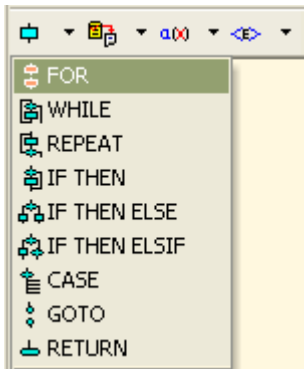 a(x) <E>
FOR
WHILE
REPEAT
IF THEN
IF THEN ELSE
IF THEN ELSIF
CASE
GOTO
RETURN